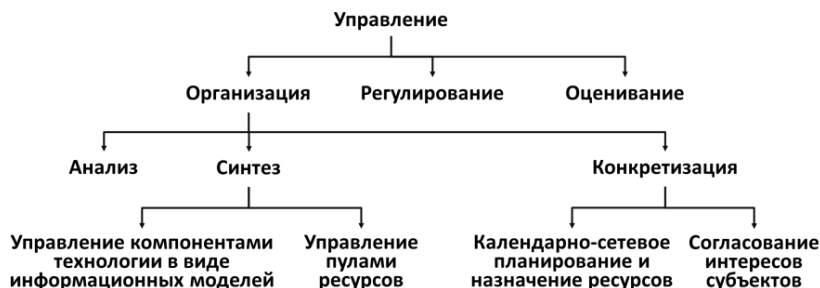 Управление
Организация Регулирование Оценивание
Анализ Синтез Конкретизация
Управление компонентами
технологии в виде
информационных моделей
Управление
пулами
ресурсов
Календарно-сетевое
планирование и
назначение ресурсов
Согласование
интересов
субъектов